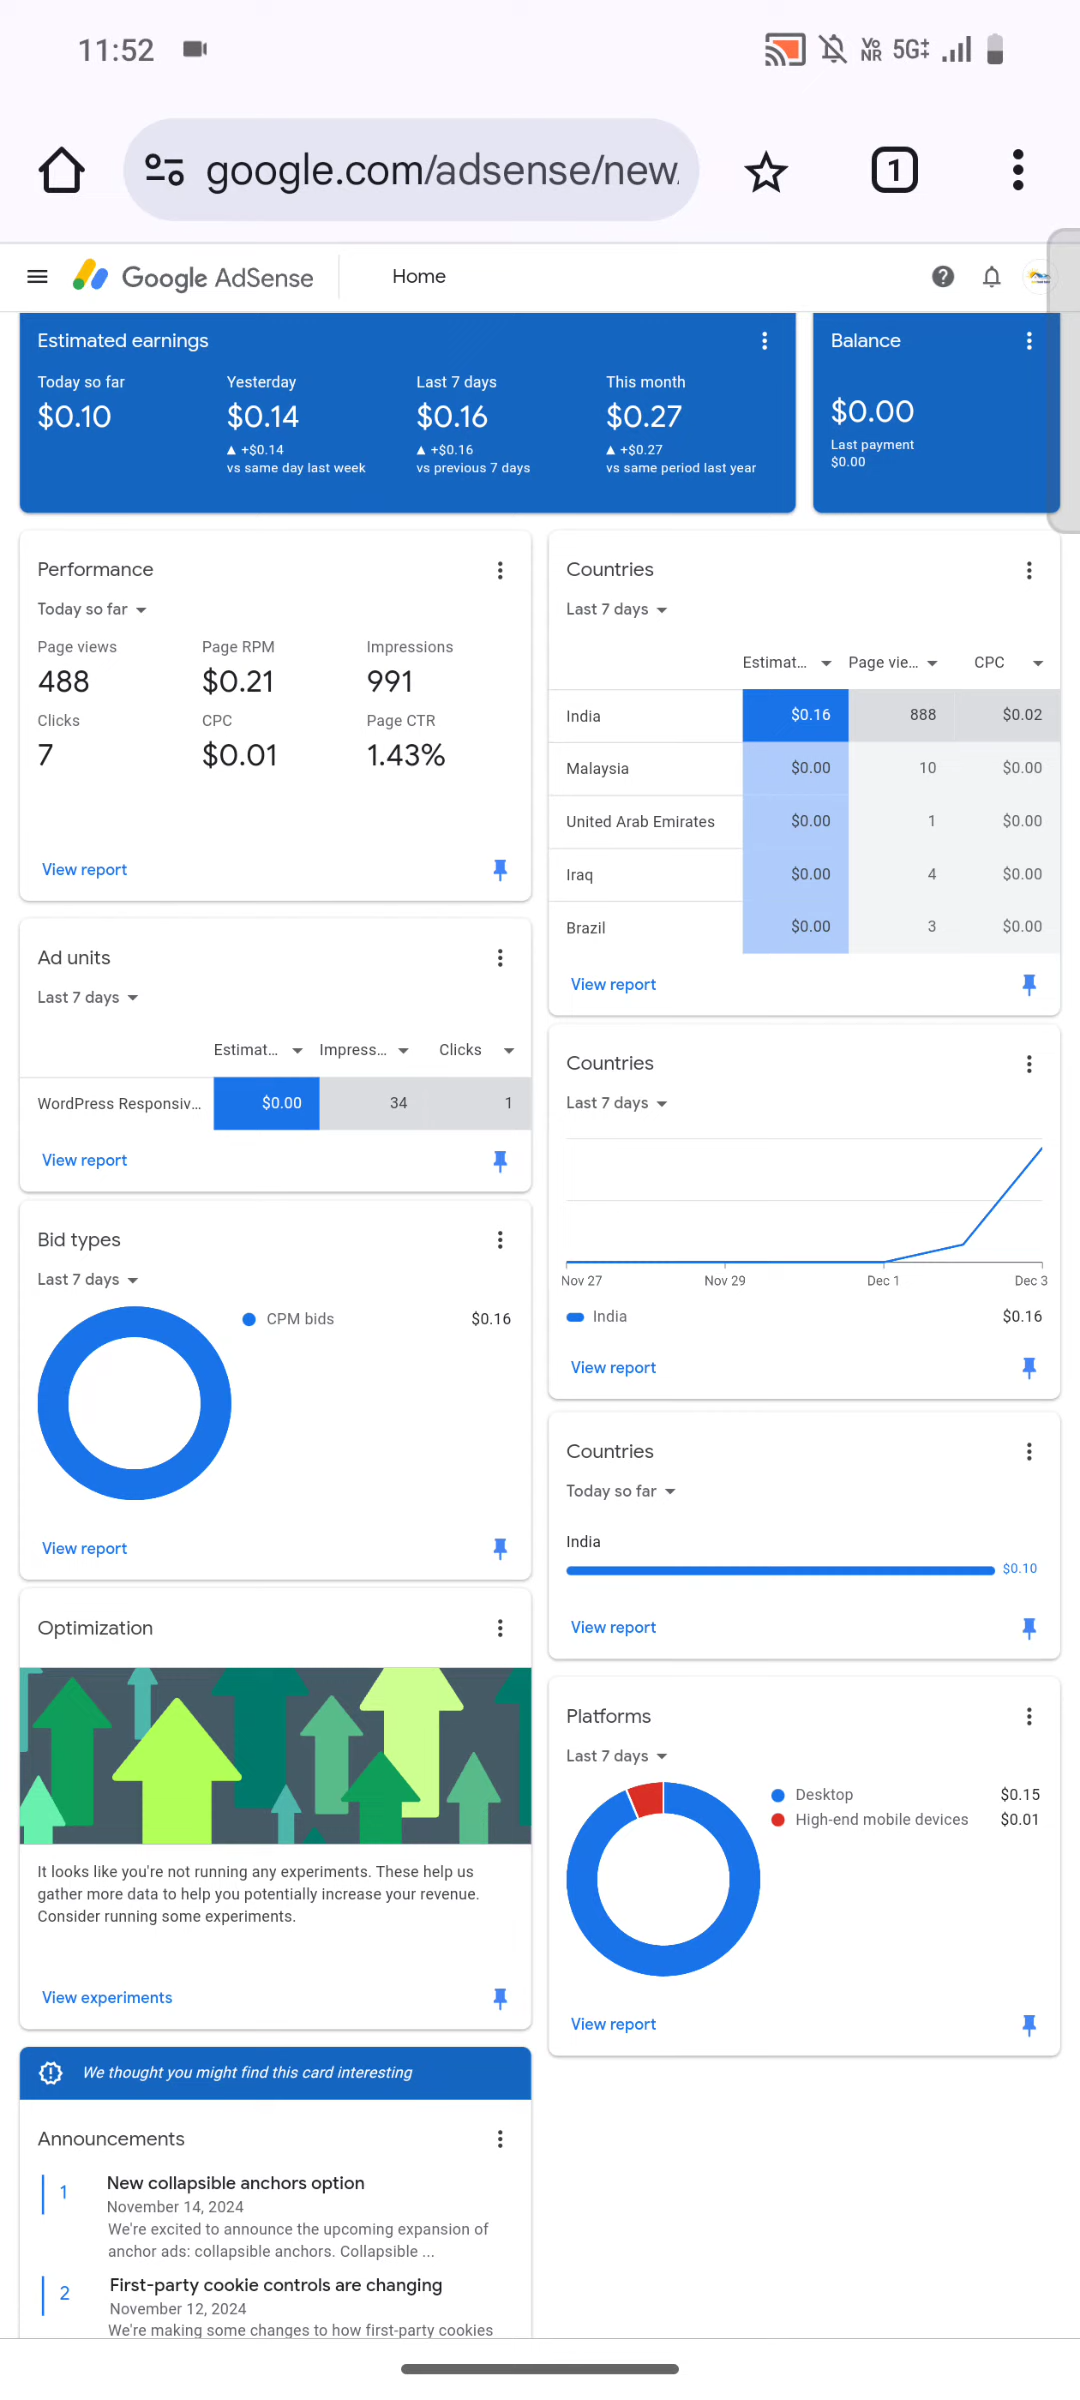 11:52
Vo NR 5G‡
google.com/adsense/new.
1
Google AdSense
Home
Estimated earnings
Today so far
Yesterday
Last 7 days
This month
$0.10
$0.14
$0.16
$0.27
▲ +$0.14
▲ +$0.16
▲ +$0.27
vs same day last week
vs previous 7 days
vs same period last year
Balance
$0.00
Last payment
$0.00
Performance
Today so far
Page views
Page RPM
Impressions
488
$0.21
991
Clicks
CPC
Page CTR
7
$0.01
1.43%
View report
Countries
Last 7 days
Estimat... Page vie... CPC
India $0.16 888 $0.02
Malaysia $0.00 10 $0.00
United Arab Emirates $0.00 1 $0.00
Iraq $0.00 4 $0.00
Brazil $0.00 3 $0.00
View report
Ad units
Last 7 days
Estimat... Impress... Clicks
WordPress Responsiv... $0.00 34 1
View report
Countries
Last 7 days
Nov 27 Nov 29 Dec 1 Dec 3
India $0.16
View report
Bid types
Last 7 days
CPM bids $0.16
View report
Countries
Today so far
India
$0.10
View report
Optimization
It looks like you're not running any experiments. These help us
gather more data to help you potentially increase your revenue.
Consider running some experiments.
View experiments
Platforms
Last 7 days
Desktop $0.15
High-end mobile devices $0.01
View report
We thought you might find this card interesting
Announcements
1
New collapsible anchors option
November 14, 2024
We're excited to announce the upcoming expansion of
anchor ads: collapsible anchors. Collapsible ...
2
First-party cookie controls are changing
November 12, 2024
We're making some changes to how first-party cookies